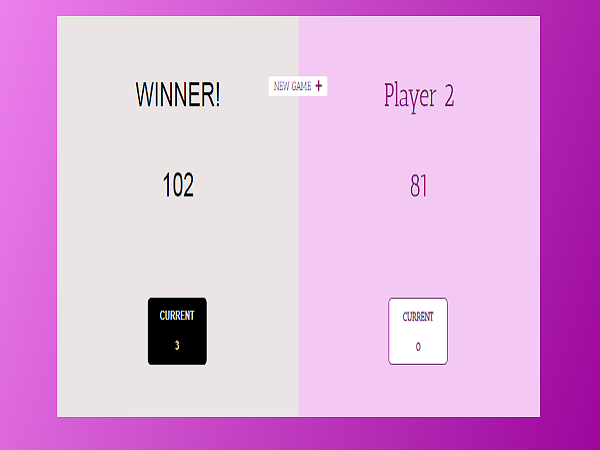 WINNER!
102
CURRENT
3
NEW GAME +
Player 2
81
CURRENT
0